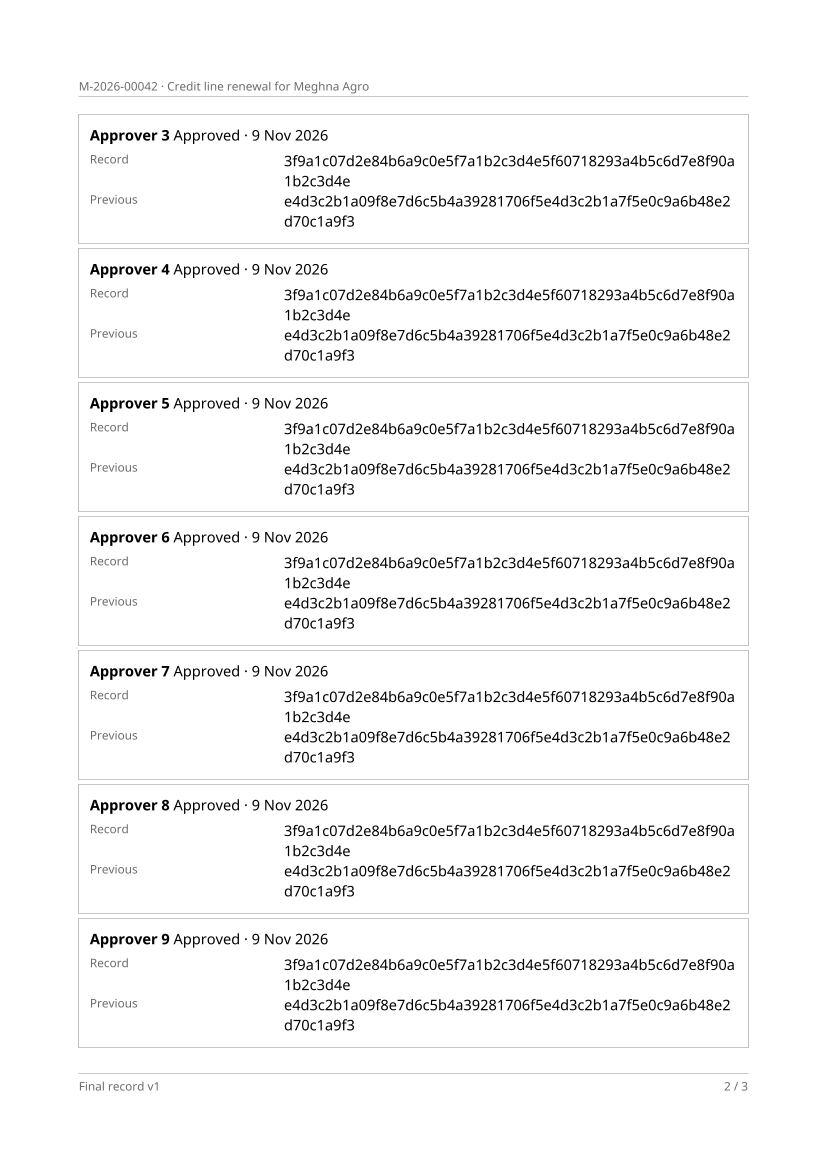 M-2026-00042 · Credit line renewal for Meghna Agro
Approver 3 Approved · 9 Nov 2026
Record 3f9a1c07d2e84b6a9c0e5f7a1b2c3d4e5f60718293a4b5c6d7e8f90a
1b2c3d4e
Previous e4d3c2b1a09f8e7d6c5b4a39281706f5e4d3c2b1a7f5e0c9a6b48e2
d70c1a9f3
Approver 4 Approved · 9 Nov 2026
Record 3f9a1c07d2e84b6a9c0e5f7a1b2c3d4e5f60718293a4b5c6d7e8f90a
1b2c3d4e
Previous e4d3c2b1a09f8e7d6c5b4a39281706f5e4d3c2b1a7f5e0c9a6b48e2
d70c1a9f3
Approver 5 Approved · 9 Nov 2026
Record 3f9a1c07d2e84b6a9c0e5f7a1b2c3d4e5f60718293a4b5c6d7e8f90a
1b2c3d4e
Previous e4d3c2b1a09f8e7d6c5b4a39281706f5e4d3c2b1a7f5e0c9a6b48e2
d70c1a9f3
Approver 6 Approved · 9 Nov 2026
Record 3f9a1c07d2e84b6a9c0e5f7a1b2c3d4e5f60718293a4b5c6d7e8f90a
1b2c3d4e
Previous e4d3c2b1a09f8e7d6c5b4a39281706f5e4d3c2b1a7f5e0c9a6b48e2
d70c1a9f3
Approver 7 Approved · 9 Nov 2026
Record 3f9a1c07d2e84b6a9c0e5f7a1b2c3d4e5f60718293a4b5c6d7e8f90a
1b2c3d4e
Previous e4d3c2b1a09f8e7d6c5b4a39281706f5e4d3c2b1a7f5e0c9a6b48e2
d70c1a9f3
Approver 8 Approved · 9 Nov 2026
Record 3f9a1c07d2e84b6a9c0e5f7a1b2c3d4e5f60718293a4b5c6d7e8f90a
1b2c3d4e
Previous e4d3c2b1a09f8e7d6c5b4a39281706f5e4d3c2b1a7f5e0c9a6b48e2
d70c1a9f3
Approver 9 Approved · 9 Nov 2026
Record 3f9a1c07d2e84b6a9c0e5f7a1b2c3d4e5f60718293a4b5c6d7e8f90a
1b2c3d4e
Previous e4d3c2b1a09f8e7d6c5b4a39281706f5e4d3c2b1a7f5e0c9a6b48e2
d70c1a9f3
Final record v1 2 / 3